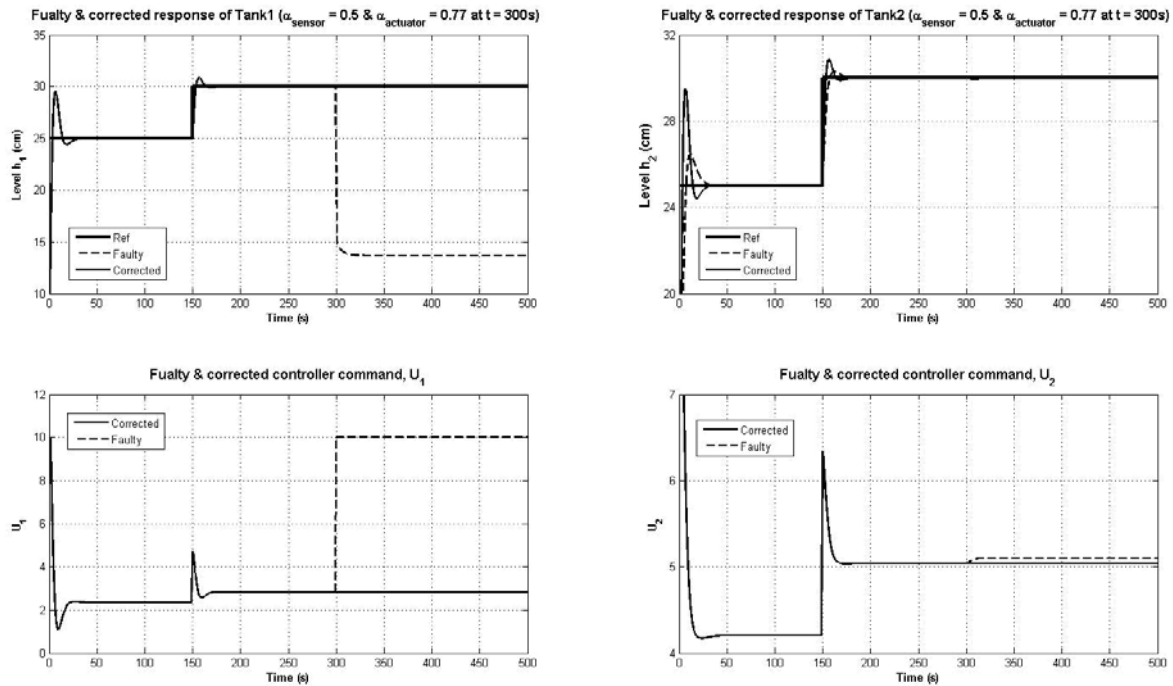 Fualty & corrected response of Tank1 (αsensor = 0.5 & αactuator = 0.77 at t = 300s)
35
30
25
20
15
10
Level h1 (cm)
Ref
Faulty
Corrected
0 50 100 150 200 250 300 350 400 450 500
Time (s)
Fualty & corrected response of Tank2 (αsensor = 0.5 & αactuator = 0.77 at t = 300s)
32
28
24
20
Level h2 (cm)
Ref
Faulty
Corrected
0 50 100 150 200 250 300 350 400 450 500
Time (s)
Fualty & corrected controller command, U1
12
10
8
6
4
2
0
U1
Corrected
Faulty
0 50 100 150 200 250 300 350 400 450 500
Time (s)
Fualty & corrected controller command, U2
7
6
5
4
U2
Corrected
Faulty
0 50 100 150 200 250 300 350 400 450 500
Time (s)